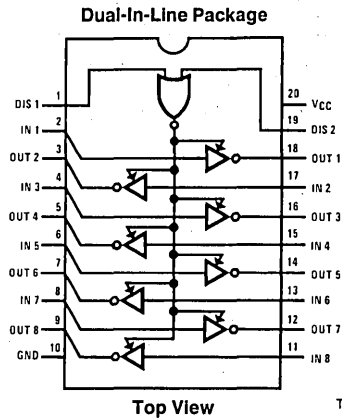 Dual-In-Line Package
DIS 1 1 20 VCC
IN 1 2 19 DIS 2
OUT 2 3 18 OUT 1
IN 3 4 17 IN 2
OUT 4 5 16 OUT 3
IN 5 6 15 IN 4
OUT 6 7 14 OUT 5
IN 7 8 13 IN 6
OUT 8 9 12 OUT 7
GND 10 11 IN 8
Top View
T